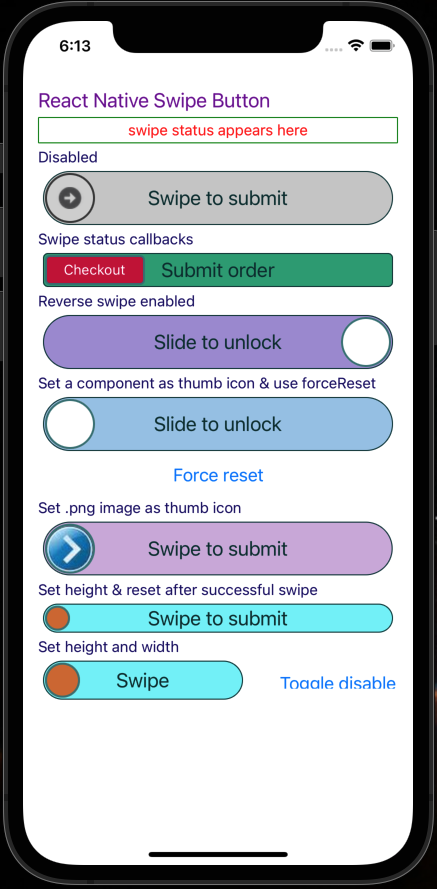 6:13
React Native Swipe Button
swipe status appears here
Disabled
Swipe to submit
Swipe status callbacks
Checkout Submit order
Reverse swipe enabled
Slide to unlock
Set a component as thumb icon & use forceReset
Slide to unlock
Force reset
Set .png image as thumb icon
Swipe to submit
Set height & reset after successful swipe
Swipe to submit
Set height and width
Swipe
Toggle disable